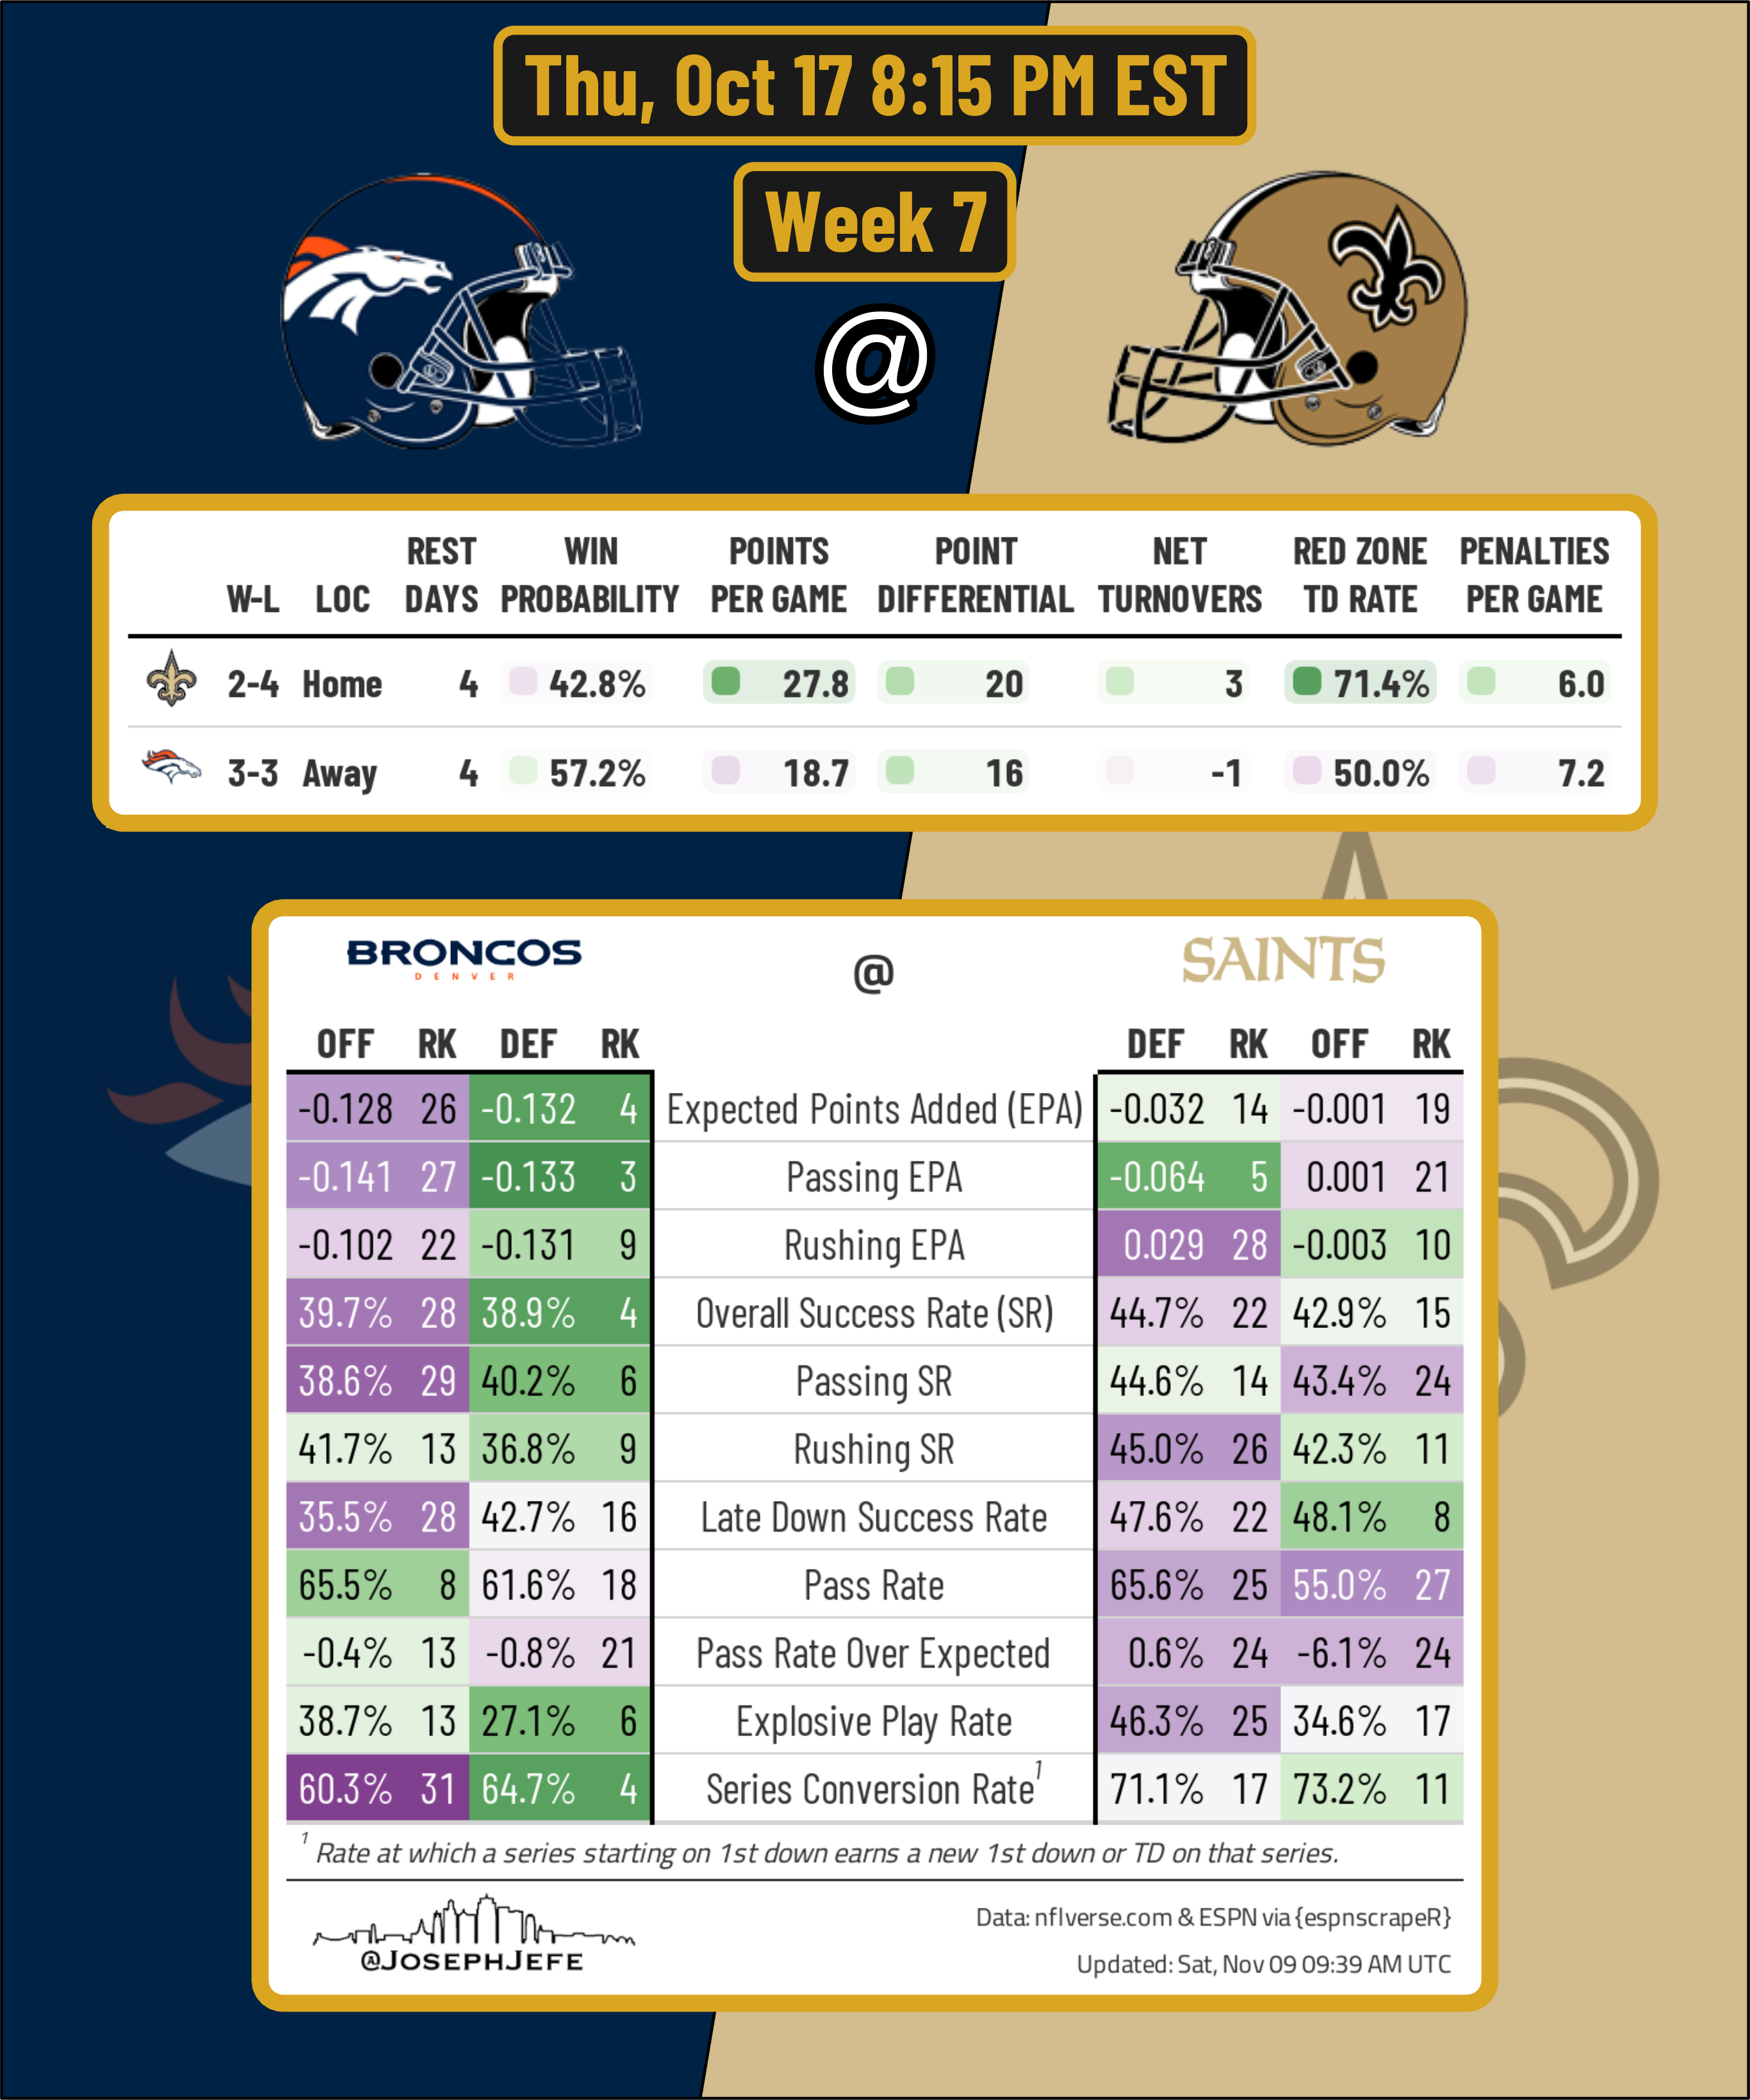 Thu, Oct 17 8:15 PM EST
Week 7
@
REST WIN POINTS POINT NET RED ZONE PENALTIES
W-L LOC DAYS PROBABILITY PER GAME DIFFERENTIAL TURNOVERS TD RATE PER GAME
2-4 Home 4 42.8% 27.8 20 3 71.4% 6.0
3-3 Away 4 57.2% 18.7 16 -1 50.0% 7.2
BRONCOS @ SAINTS
DENVER
OFF RK DEF RK DEF RK OFF RK
-0.128 26 -0.132 4 Expected Points Added (EPA) -0.032 14 -0.001 19
-0.141 27 -0.133 3 Passing EPA -0.064 5 0.001 21
-0.102 22 -0.131 9 Rushing EPA 0.029 28 -0.003 10
39.7% 28 38.9% 4 Overall Success Rate (SR) 44.7% 22 42.9% 15
38.6% 29 40.2% 6 Passing SR 44.6% 14 43.4% 24
41.7% 13 36.8% 9 Rushing SR 45.0% 26 42.3% 11
35.5% 28 42.7% 16 Late Down Success Rate 47.6% 22 48.1% 8
65.5% 8 61.6% 18 Pass Rate 65.6% 25 55.0% 27
-0.4% 13 -0.8% 21 Pass Rate Over Expected 0.6% 24 -6.1% 24
38.7% 13 27.1% 6 Explosive Play Rate 46.3% 25 34.6% 17
60.3% 31 64.7% 4 Series Conversion Rate¹ 71.1% 17 73.2% 11
¹ Rate at which a series starting on 1st down earns a new 1st down or TD on that series.
Data: nflverse.com & ESPN via {espnscrapeR}
@JOSEPHJEFE
Updated: Sat, Nov 09 09:39 AM UTC